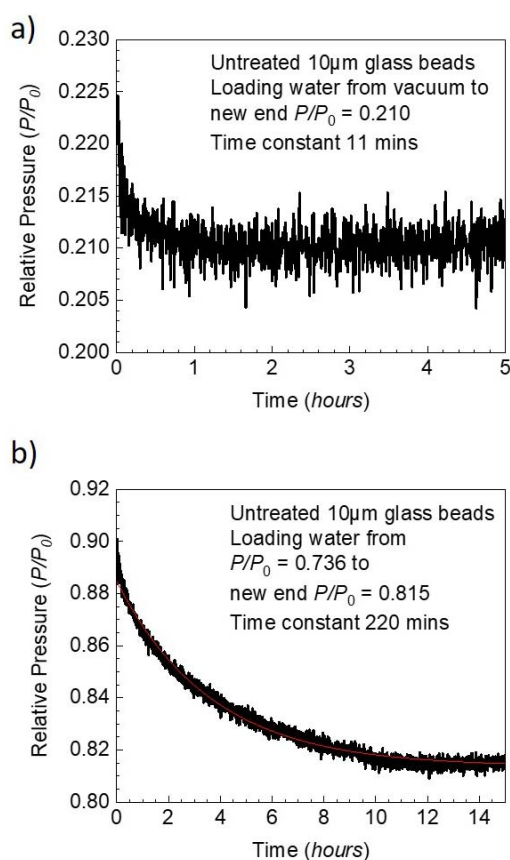 a)
0.230
0.225
0.220
0.215
0.210
0.205
0.200
Relative Pressure (P/P0)
Untreated 10μm glass beads
Loading water from vacuum to
new end P/P0 = 0.210
Time constant 11 mins
0 1 2 3 4 5
Time (hours)
b)
0.92
0.90
0.88
0.86
0.84
0.82
0.80
Relative Pressure (P/P0)
Untreated 10μm glass beads
Loading water from
P/P0 = 0.736 to
new end P/P0 = 0.815
Time constant 220 mins
0 2 4 6 8 10 12 14
Time (hours)